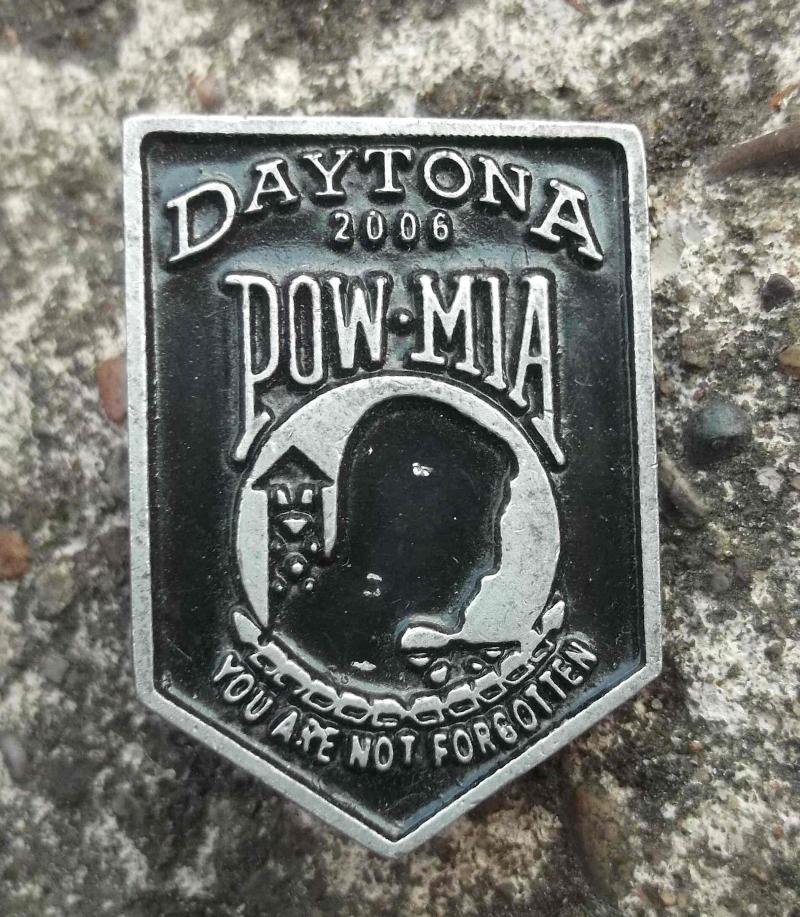 DAYTONA
2006
POW·MIA
YOU ARE NOT FORGOTTEN